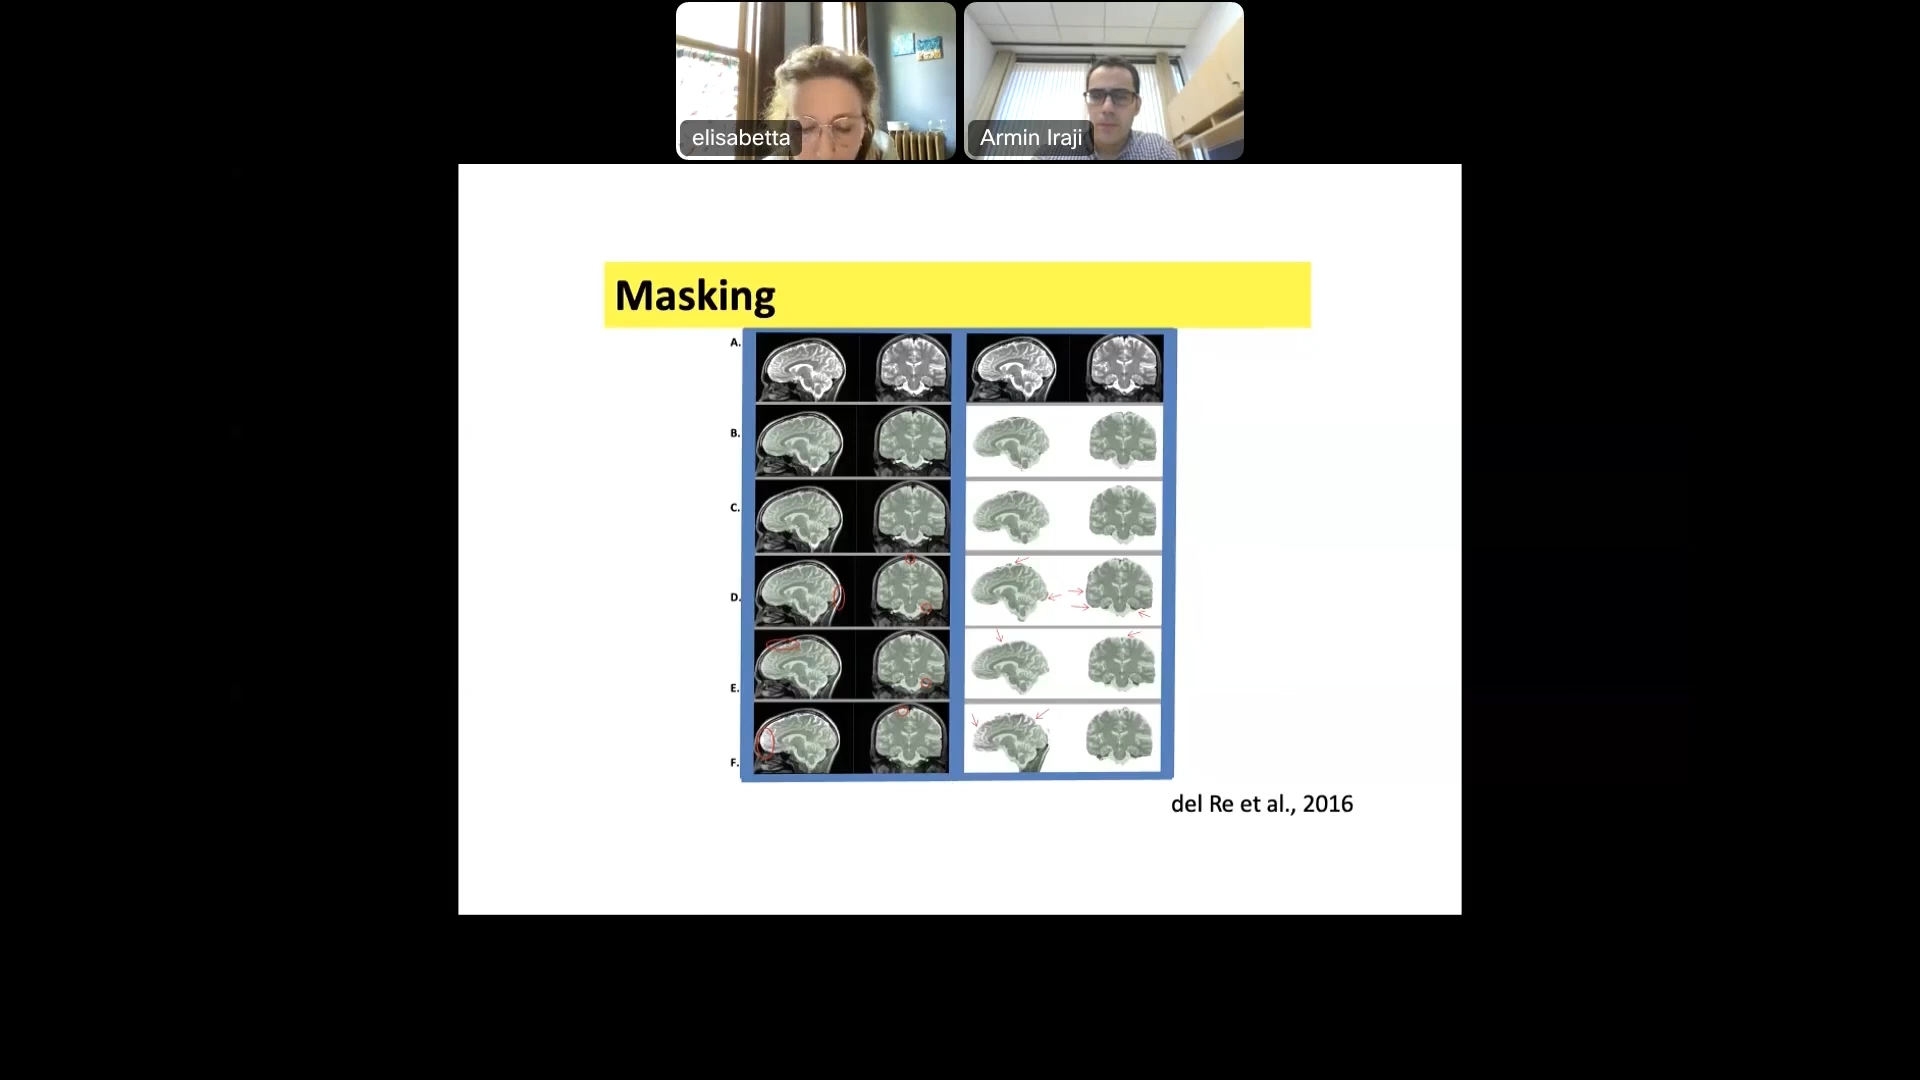 elisabetta
Armin Iraji
Masking
A.
B.
C.
D.
E.
F.
del Re et al., 2016